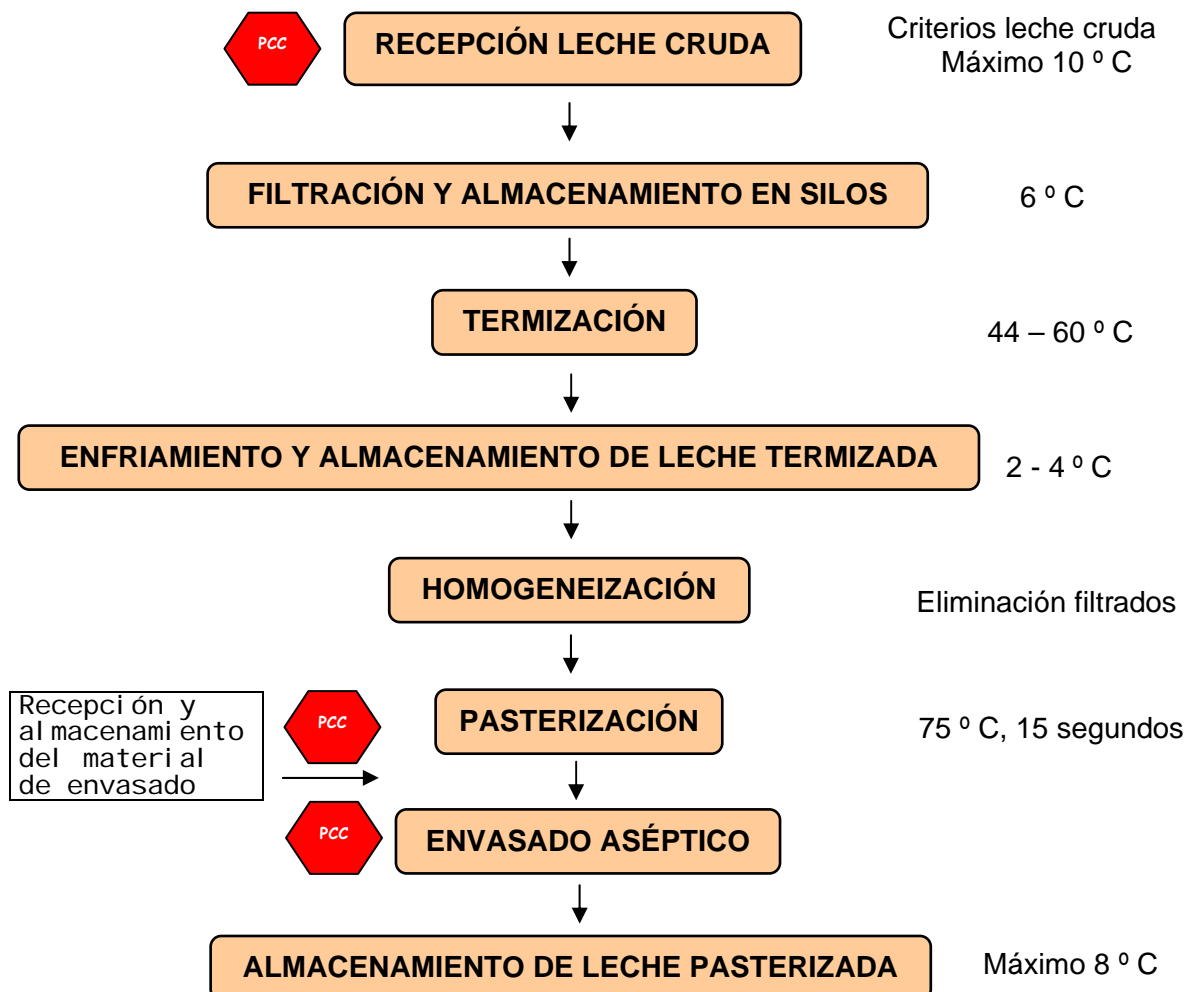 PCC
RECEPCIÓN LECHE CRUDA
Criterios leche cruda
Máximo 10 º C
FILTRACIÓN Y ALMACENAMIENTO EN SILOS
6 º C
TERMIZACIÓN
44 – 60 º C
ENFRIAMIENTO Y ALMACENAMIENTO DE LECHE TERMIZADA
2 - 4 º C
HOMOGENEIZACIÓN
Eliminación filtrados
Recepción y
almacenamiento
del material
de envasado
PCC
PASTERIZACIÓN
75 º C, 15 segundos
PCC
ENVASADO ASÉPTICO
ALMACENAMIENTO DE LECHE PASTERIZADA
Máximo 8 º C